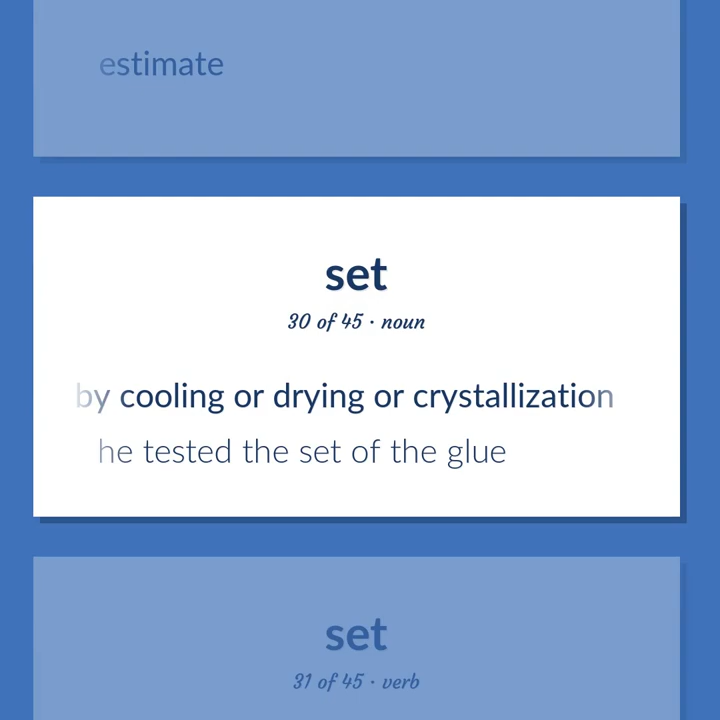 estimate
set
30 of 45 · noun
by cooling or drying or crystallization
he tested the set of the glue
set
31 of 45 · verb